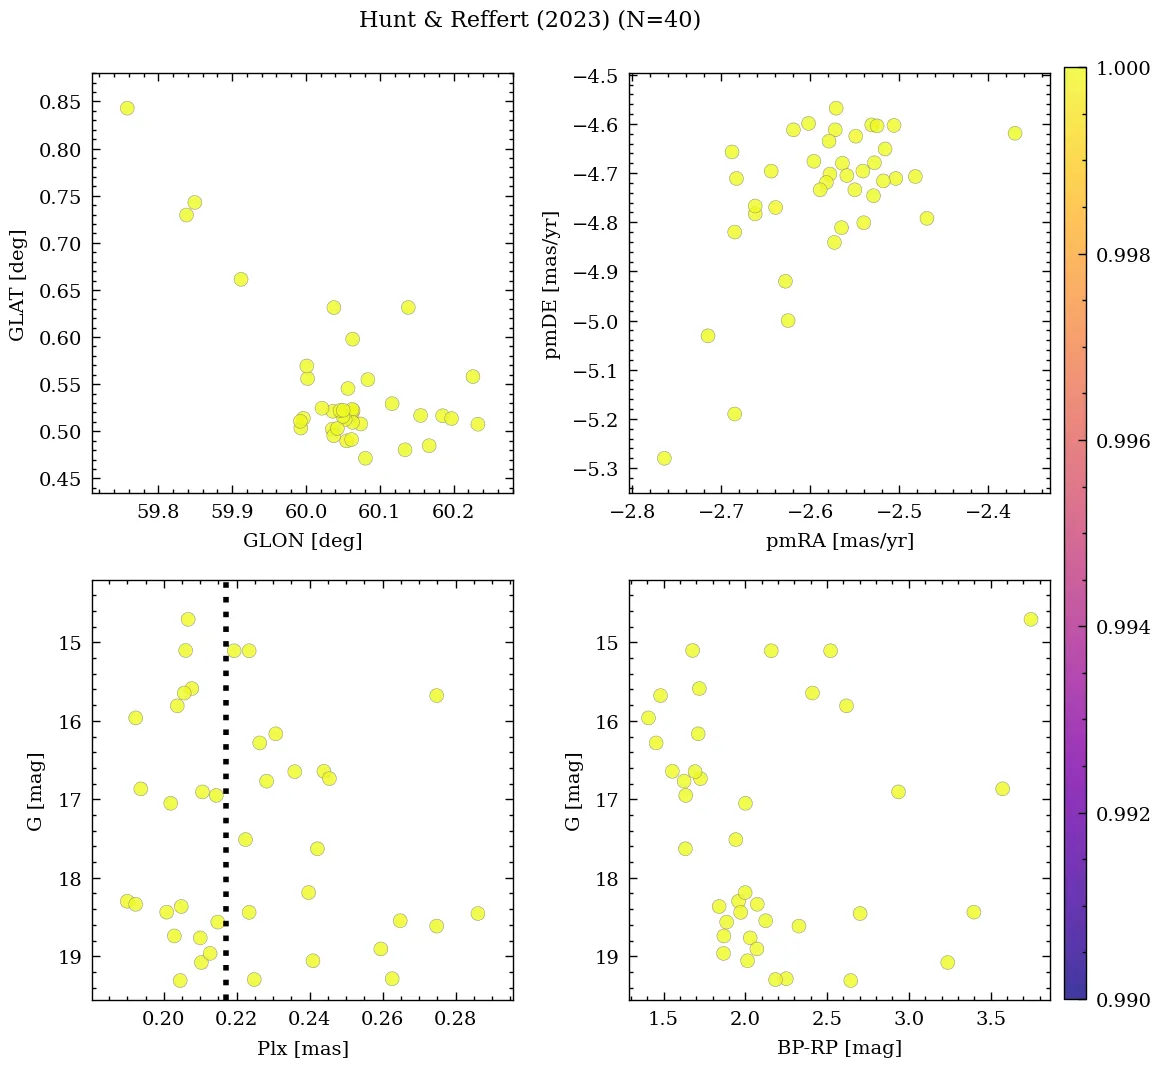 Hunt & Reffert (2023) (N=40)
0.85
0.80
0.75
0.70
0.65
0.60
0.55
0.50
0.45
GLAT [deg]
59.8 59.9 60.0 60.1 60.2
GLON [deg]
−4.5
−4.6
−4.7
−4.8
−4.9
−5.0
−5.1
−5.2
−5.3
pmDE [mas/yr]
−2.8 −2.7 −2.6 −2.5 −2.4
pmRA [mas/yr]
15
16
17
18
19
G [mag]
0.20 0.22 0.24 0.26 0.28
Plx [mas]
15
16
17
18
19
G [mag]
1.5 2.0 2.5 3.0 3.5
BP-RP [mag]
1.000
0.998
0.996
0.994
0.992
0.990